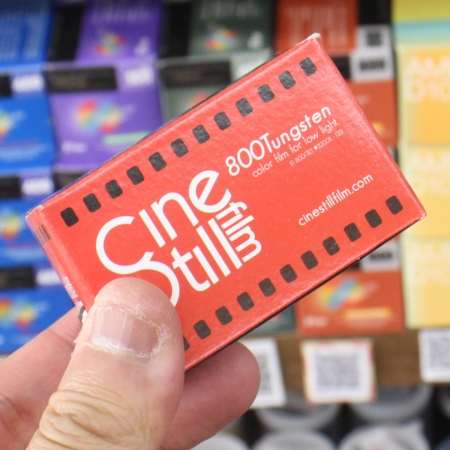 800Tungsten
color film for low light
Cine
Still
film
cinestillfilm.com